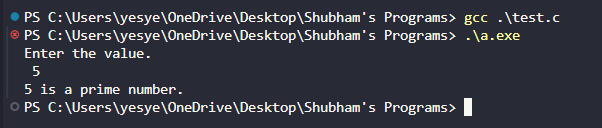 PS C:\Users\yesye\OneDrive\Desktop\Shubham's Programs> gcc .\test.c
PS C:\Users\yesye\OneDrive\Desktop\Shubham's Programs> .\a.exe
Enter the value.
 5
5 is a prime number.
PS C:\Users\yesye\OneDrive\Desktop\Shubham's Programs>